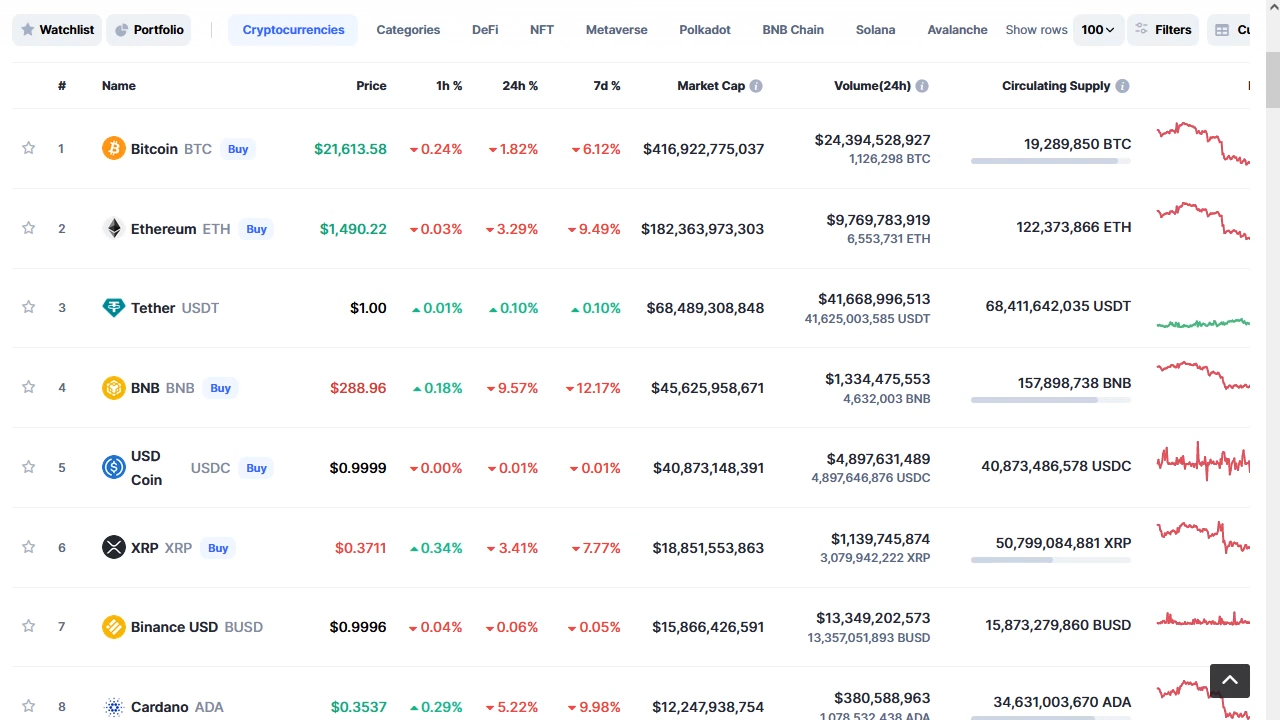 Watchlist Portfolio Cryptocurrencies Categories DeFi NFT Metaverse Polkadot BNB Chain Solana Avalanche Show rows 100 Filters
# Name Price 1h % 24h % 7d % Market Cap Volume(24h) Circulating Supply
1 Bitcoin BTC Buy $21,613.58 0.24% 1.82% 6.12% $416,922,775,037 $24,394,528,927 19,289,850 BTC
1,126,298 BTC
2 Ethereum ETH Buy $1,490.22 0.03% 3.29% 9.49% $182,363,973,303 $9,769,783,919 122,373,866 ETH
6,553,731 ETH
3 Tether USDT $1.00 0.01% 0.10% 0.10% $68,489,308,848 $41,668,996,513 68,411,642,035 USDT
41,625,003,585 USDT
4 BNB BNB Buy $288.96 0.18% 9.57% 12.17% $45,625,958,671 $1,334,475,553 157,898,738 BNB
4,632,003 BNB
5 USD Coin USDC Buy $0.9999 0.00% 0.01% 0.01% $40,873,148,391 $4,897,631,489 40,873,486,578 USDC
4,897,646,876 USDC
6 XRP XRP Buy $0.3711 0.34% 3.41% 7.77% $18,851,553,863 $1,139,745,874 50,799,084,881 XRP
3,079,942,222 XRP
7 Binance USD BUSD $0.9996 0.04% 0.06% 0.05% $15,866,426,591 $13,349,202,573 15,873,279,860 BUSD
13,357,051,893 BUSD
8 Cardano ADA $0.3537 0.29% 5.22% 9.98% $12,247,938,754 $380,588,963 34,631,003,670 ADA
1,078,532,438 ADA